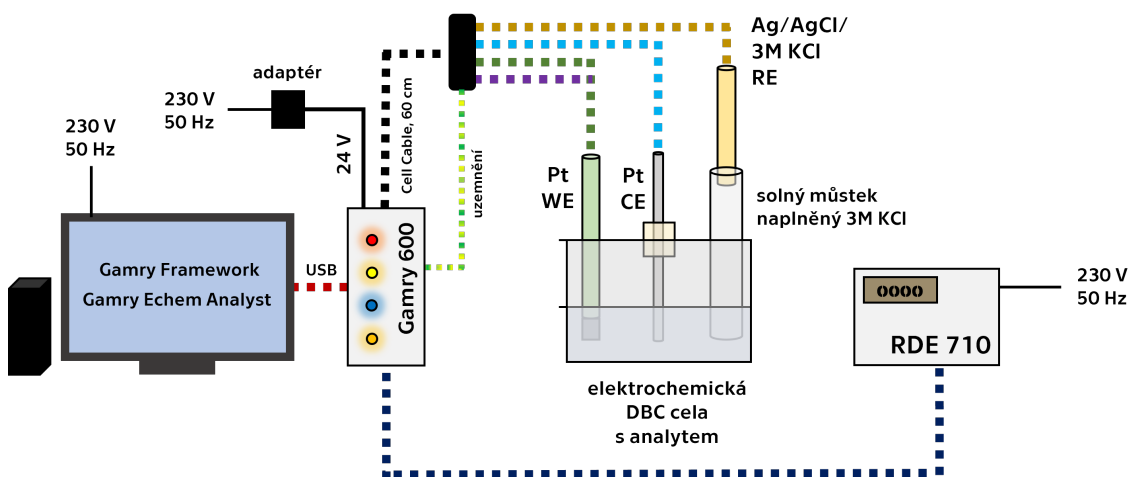 Ag/AgCl/
3M KCl
RE
adaptér
230 V
50 Hz
230 V
50 Hz
24 V
Cell Cable, 60 cm
uzemnění
Pt
WE
Pt
CE
solný můstek
naplněný 3M KCl
Gamry Framework
Gamry Echem Analyst
USB
Gamry 600
0000
RDE 710
230 V
50 Hz
elektrochemická
DBC cela
s analytem